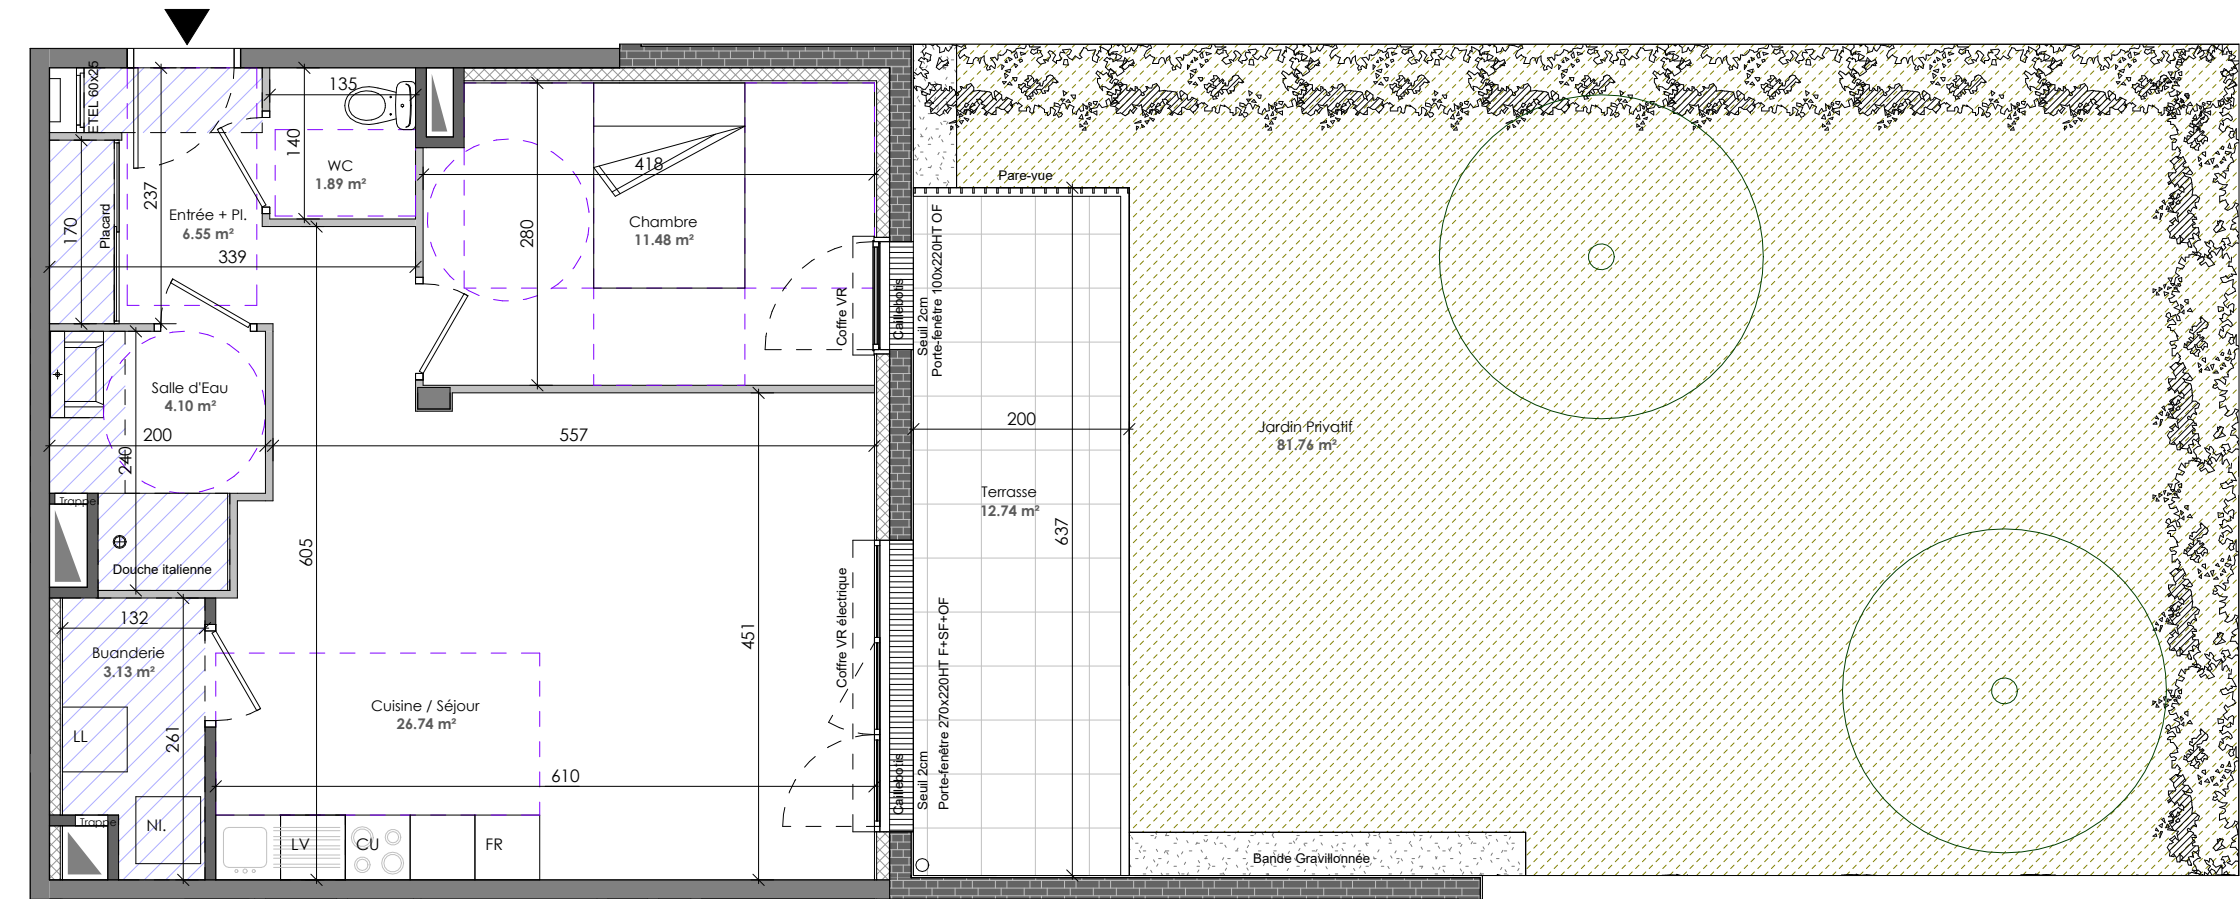 ETEL 60x25
135
140
WC
1.89 m²
237
170
Placard
Entrée + Pl.
6.55 m²
339
418
280
Chambre
11.48 m²
Coffre VR
Caillebotis
Seuil 2cm
Porte-fenêtre 100x220HT OF
Pare-vue
Salle d'Eau
4.10 m²
200
240
557
Trappe
Douche italienne
605
451
132
Buanderie
3.13 m²
LL
261
NI.
Trappe
Cuisine / Séjour
26.74 m²
610
LV
CU
FR
Coffre VR électrique
Caillebotis
Seuil 2cm
Porte-fenêtre 270x220HT F+SF+OF
200
Terrasse
12.74 m²
637
Jardin Privatif
81.76 m²
Bande Gravillonnée